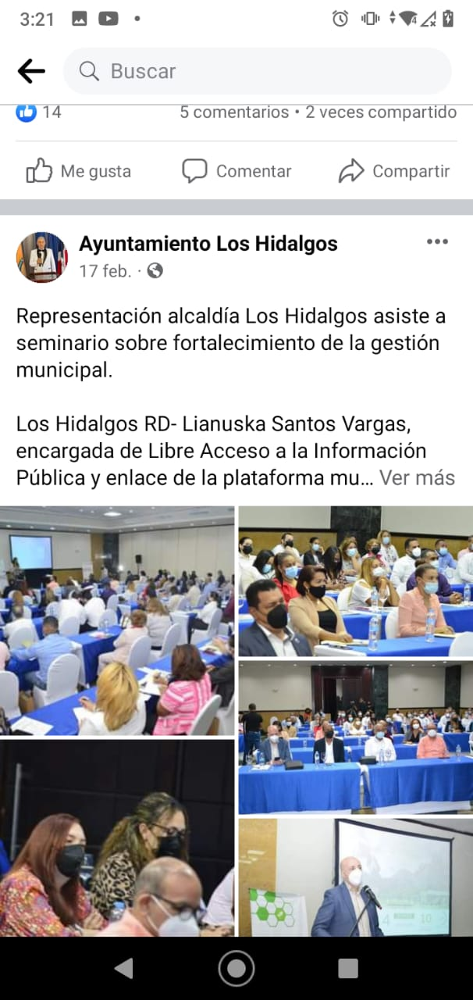 3:21
Buscar
14
5 comentarios • 2 veces compartido
Me gusta
Comentar
Compartir
Ayuntamiento Los Hidalgos
17 feb. ·
Representación alcaldía Los Hidalgos asiste a
seminario sobre fortalecimiento de la gestión
municipal.
Los Hidalgos RD- Lianuska Santos Vargas,
encargada de Libre Acceso a la Información
Pública y enlace de la plataforma mu... Ver más